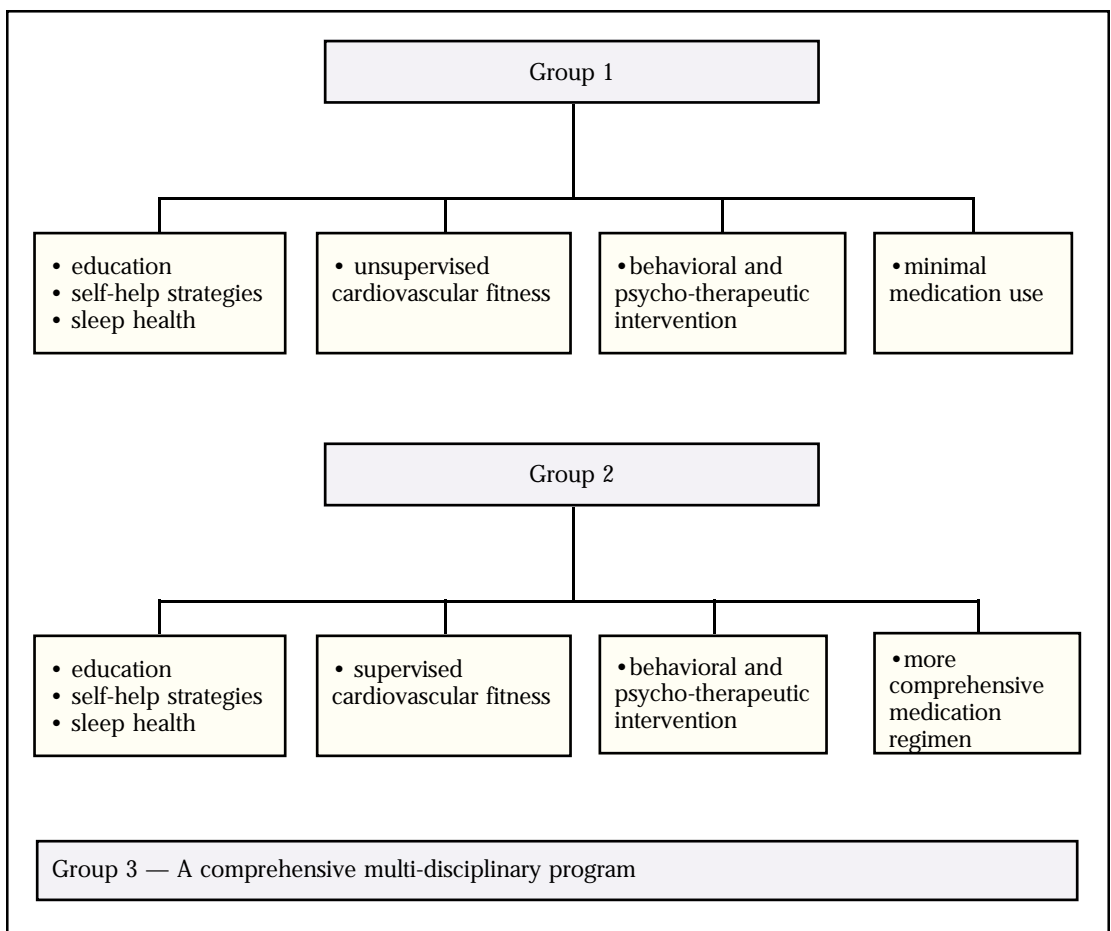 Group 1
• education
• self-help strategies
• sleep health
• unsupervised
cardiovascular fitness
•behavioral and
psycho-therapeutic
intervention
•minimal
medication use
Group 2
• education
• self-help strategies
• sleep health
• supervised
cardiovascular fitness
•behavioral and
psycho-therapeutic
intervention
•more
comprehensive
medication
regimen
Group 3 — A comprehensive multi-disciplinary program